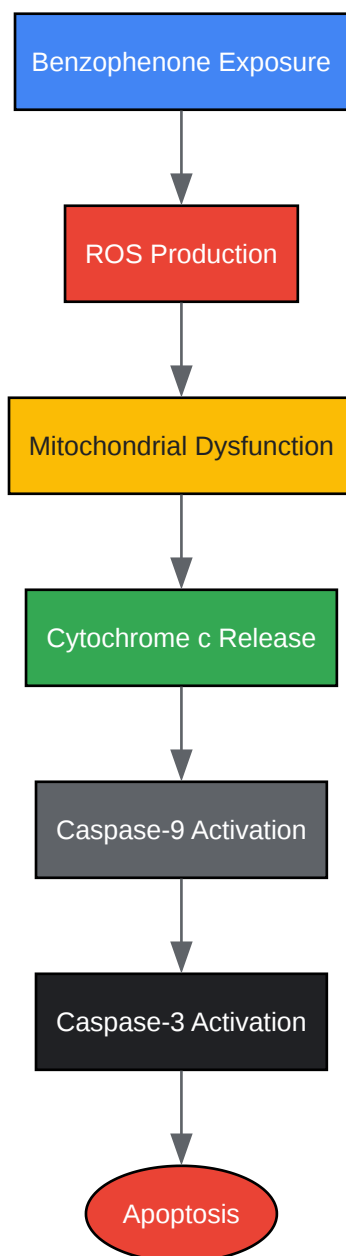 Benzophenone Exposure
ROS Production
Mitochondrial Dysfunction
Cytochrome c Release
Caspase-9 Activation
Caspase-3 Activation
Apoptosis